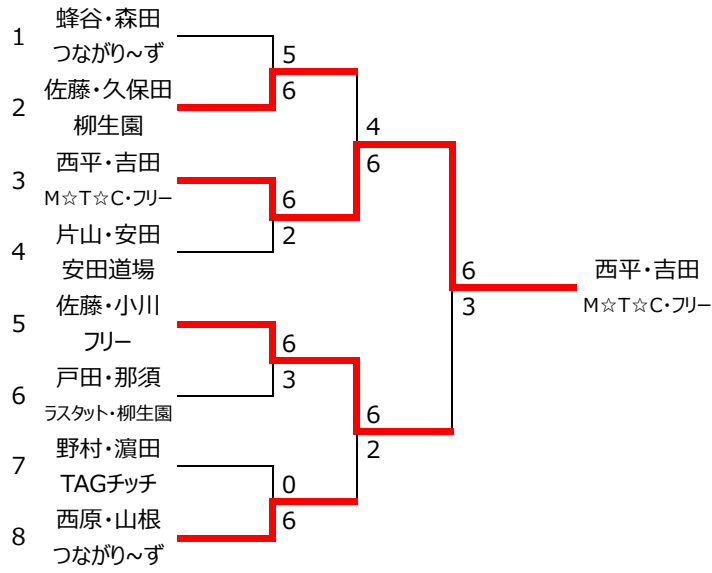 1
蜂谷・森田
つながり~ず
2
佐藤・久保田
柳生園
3
西平・吉田
M☆T☆C・フリー
4
片山・安田
安田道場
5
佐藤・小川
フリー
6
戸田・那須
ラスタット・柳生園
7
野村・濵田
TAGチッチ
8
西原・山根
つながり~ず
5
6
6
2
6
3
0
6
4
6
6
2
6
3
西平・吉田
M☆T☆C・フリー